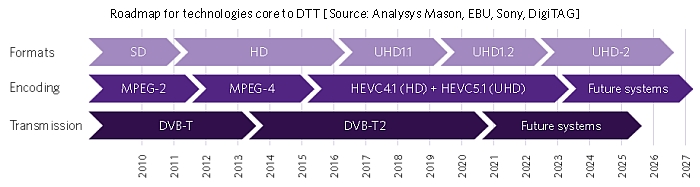 Roadmap for technologies core to DTT [Source: Analysys Mason, EBU, Sony, DigiTAG]
Formats SD HD UHD1.1 UHD1.2 UHD-2
Encoding MPEG-2 MPEG-4 HEVC4.1 (HD) + HEVC5.1 (UHD) Future systems
Transmission DVB-T DVB-T2 Future systems
2010 2011 2012 2013 2014 2015 2016 2017 2018 2019 2020 2021 2022 2023 2024 2025 2026 2027